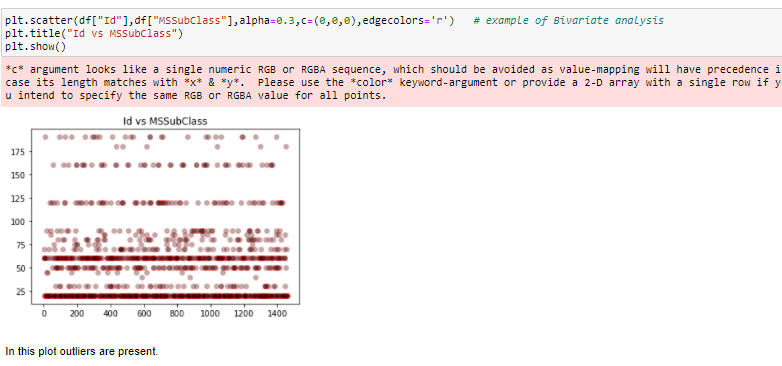 plt.scatter(df["Id"],df["MSSubClass"],alpha=0.3,c=(0,0,0),edgecolors='r')   # example of Bivariate analysis
plt.title("Id vs MSSubClass")
plt.show()
*c* argument looks like a single numeric RGB or RGBA sequence, which should be avoided as value-mapping will have precedence i
case its length matches with *x* & *y*.  Please use the *color* keyword-argument or provide a 2-D array with a single row if y
u intend to specify the same RGB or RGBA value for all points.
Id vs MSSubClass
175
150
125
100
75
50
25
0 200 400 600 800 1000 1200 1400
In this plot outliers are present.